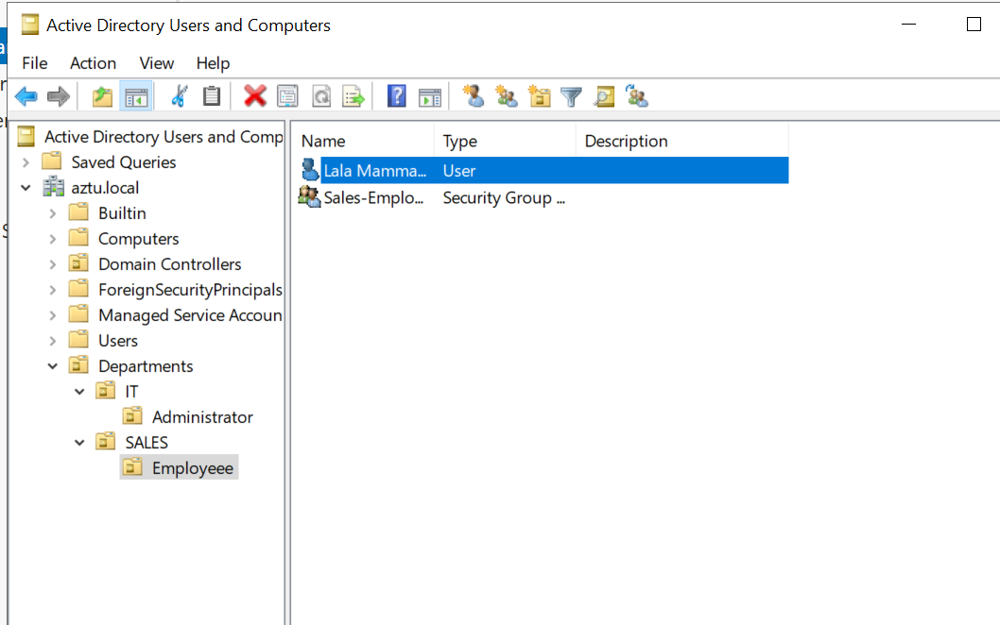 Active Directory Users and Computers
File Action View Help
Active Directory Users and Comp
Saved Queries
aztu.local
Builtin
Computers
Domain Controllers
ForeignSecurityPrincipals
Managed Service Accoun
Users
Departments
IT
Administrator
SALES
Employeee
Name Type Description
Lala Mamma... User
Sales-Emplo... Security Group ...